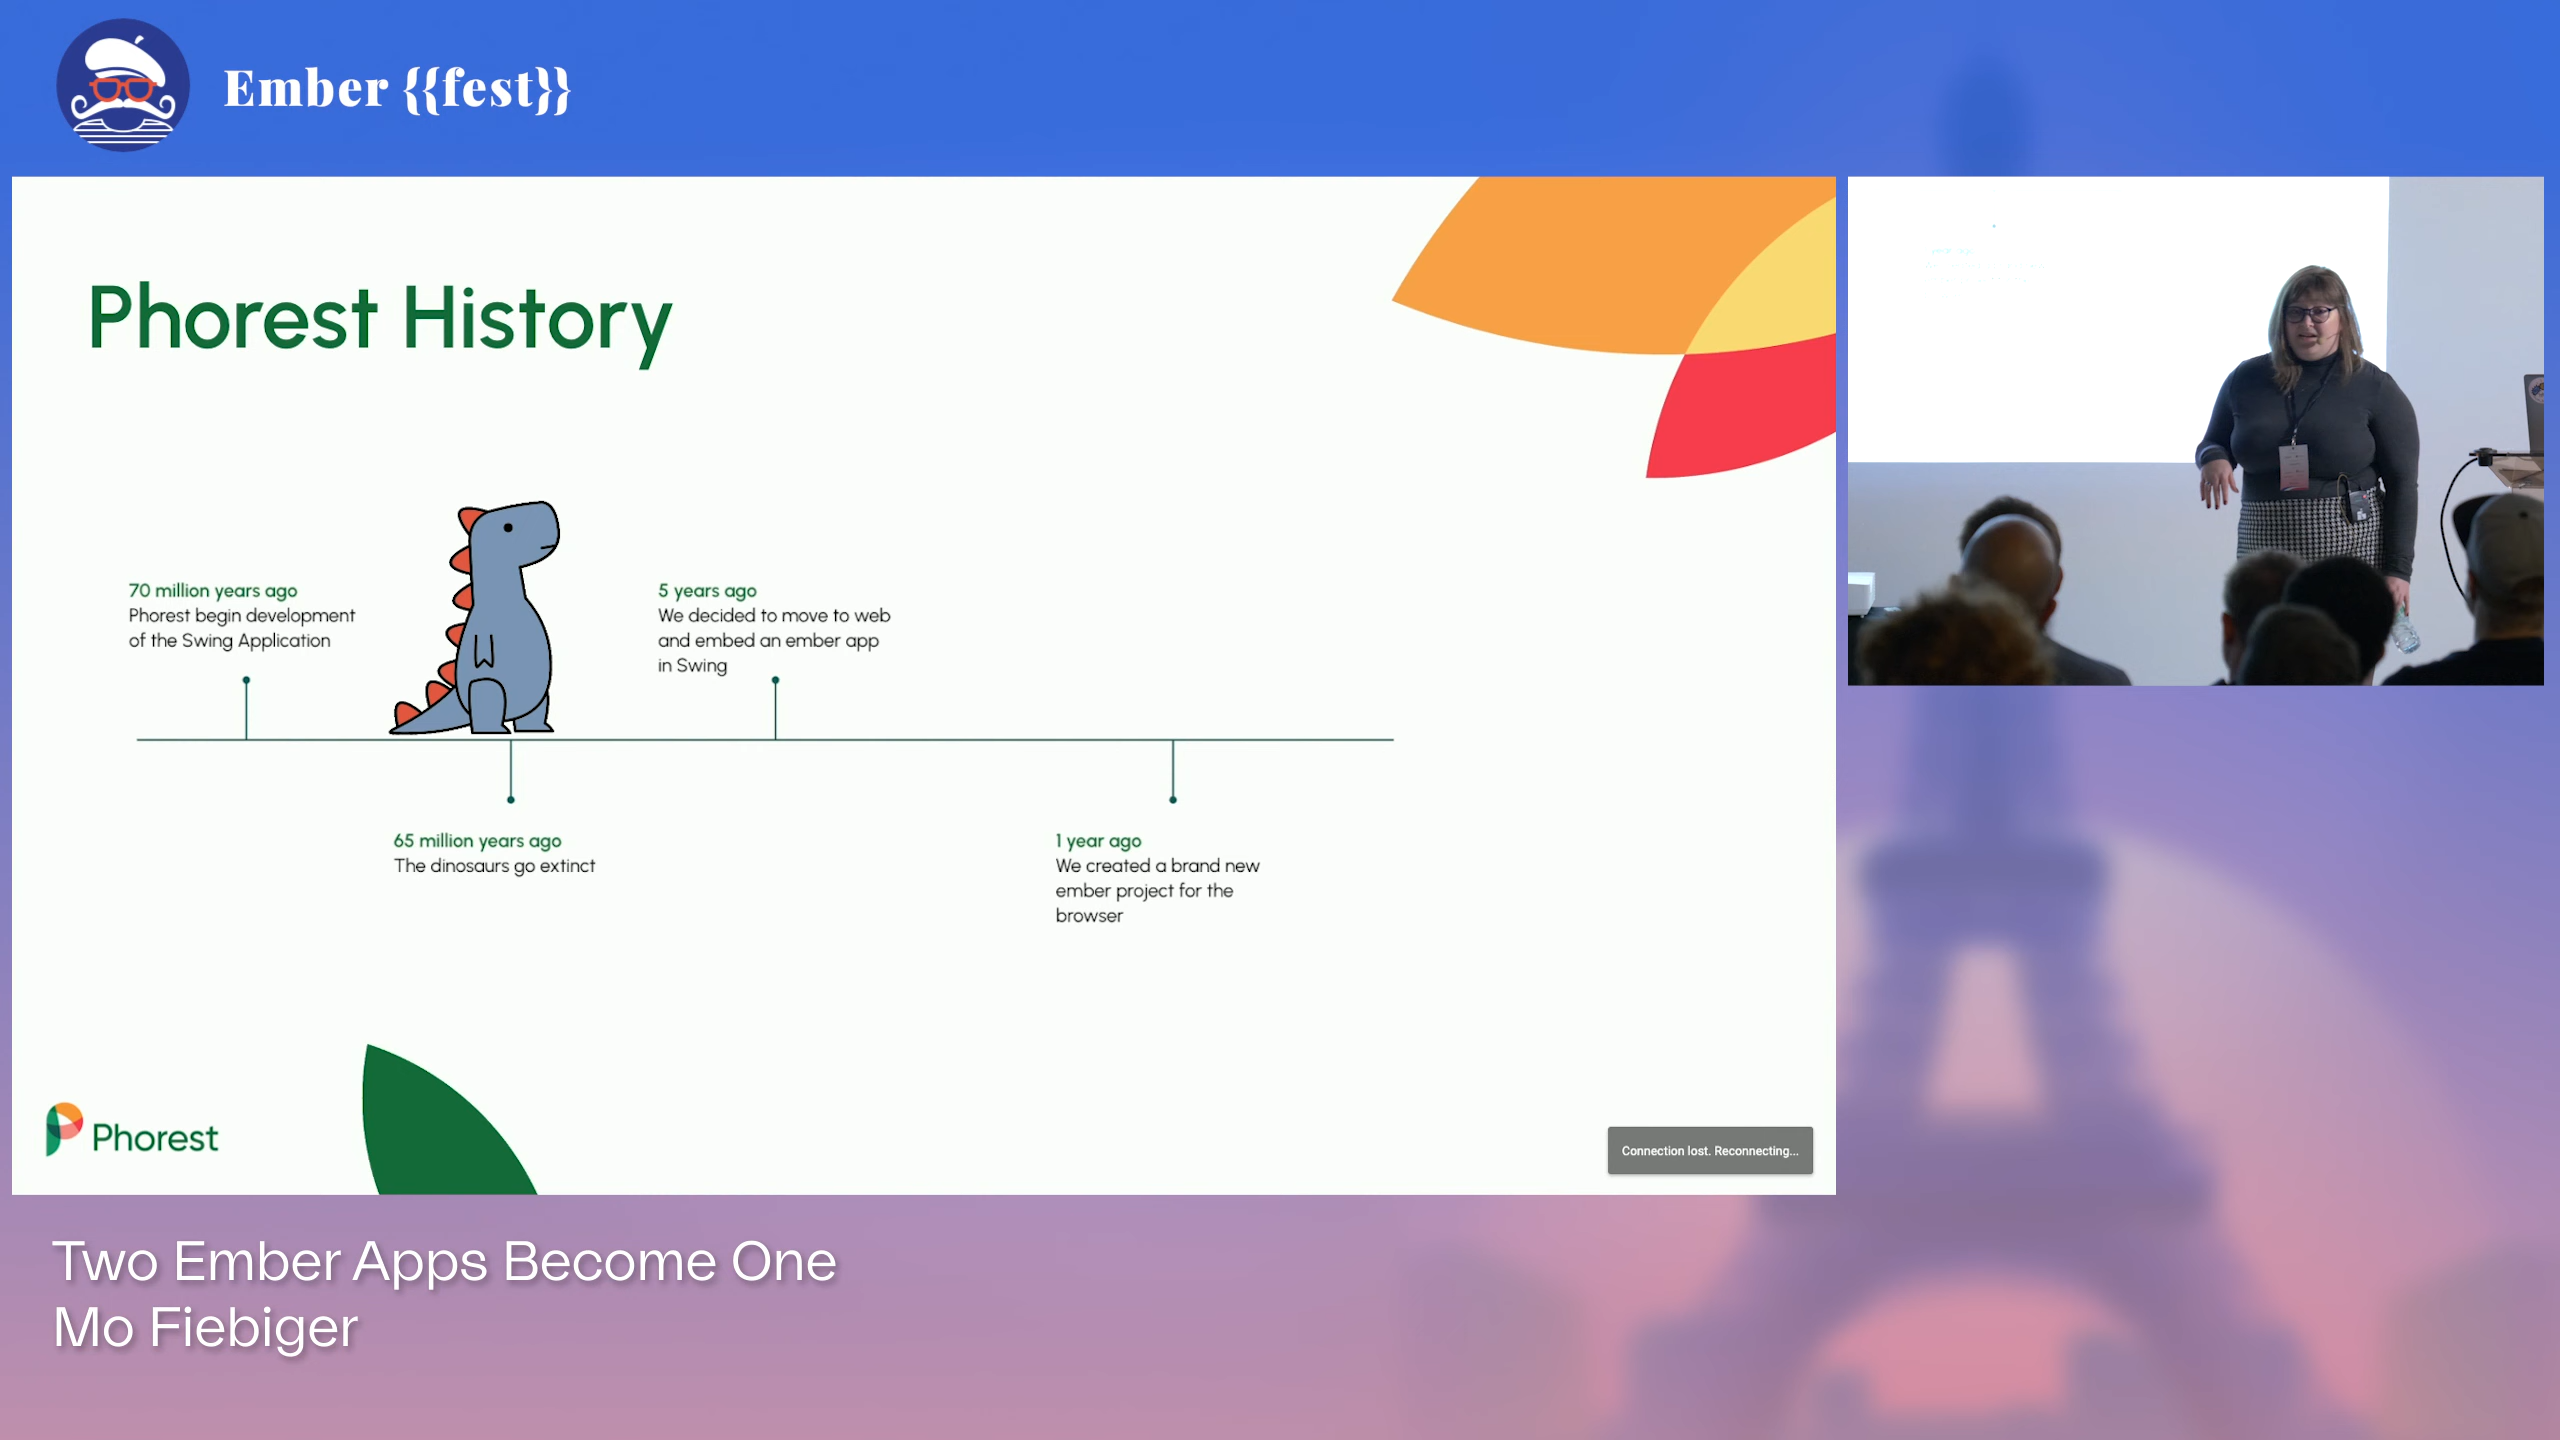 Ember {{fest}}
Phorest History
70 million years ago
Phorest begin development
of the Swing Application
5 years ago
We decided to move to web
and embed an ember app
in Swing
65 million years ago
The dinosaurs go extinct
1 year ago
We created a brand new
ember project for the
browser
Phorest
Connection lost. Reconnecting...
Two Ember Apps Become One
Mo Fiebiger